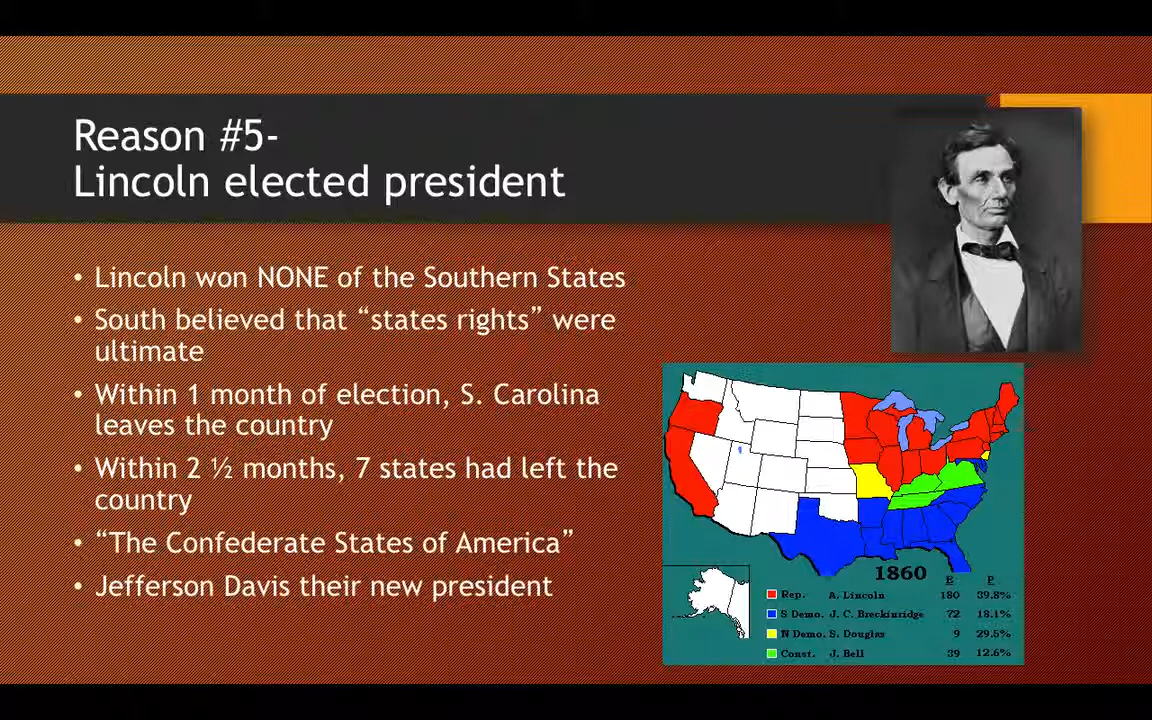 Reason #5-
Lincoln elected president
• Lincoln won NONE of the Southern States
• South believed that “states rights” were
ultimate
• Within 1 month of election, S. Carolina
leaves the country
• Within 2 ½ months, 7 states had left the
country
• “The Confederate States of America”
• Jefferson Davis their new president
1860 E P
Rep. A. Lincoln 180 39.8%
S Demo. J. C. Breckinridge 72 18.1%
N Demo. S. Douglas 9 29.5%
Const. J. Bell 39 12.6%